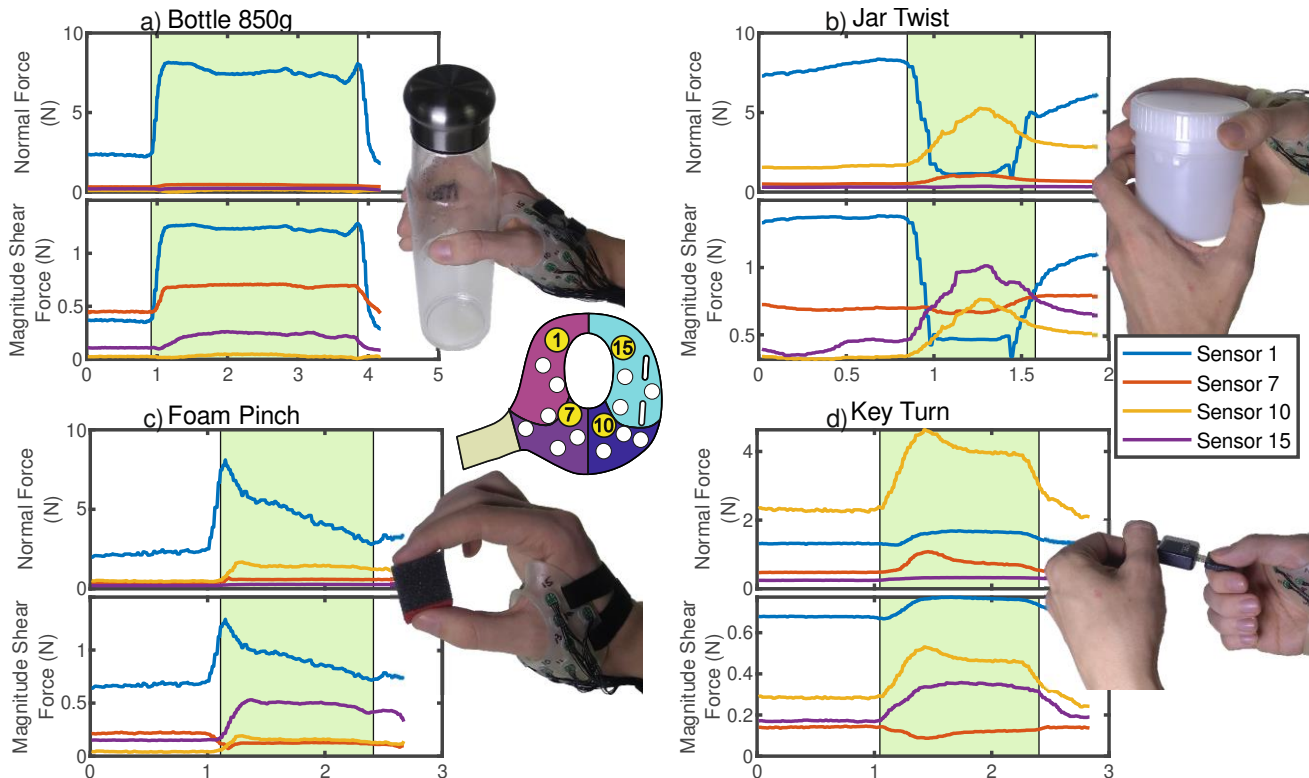 a) Bottle 850g
Normal Force
(N)
10
5
0
Magnitude Shear
Force (N)
1
0.5
0
0 1 2 3 4 5
b) Jar Twist
Normal Force
(N)
10
5
0
Magnitude Shear
Force (N)
1
0.5
0 0.5 1 1.5 2
1
15
7
10
Sensor 1
Sensor 7
Sensor 10
Sensor 15
c) Foam Pinch
Normal Force
(N)
10
5
0
Magnitude Shear
Force (N)
1
0.5
0
0 1 2 3
d) Key Turn
Normal Force
(N)
4
2
0
Magnitude Shear
Force (N)
0.6
0.4
0.2
0
0 1 2 3